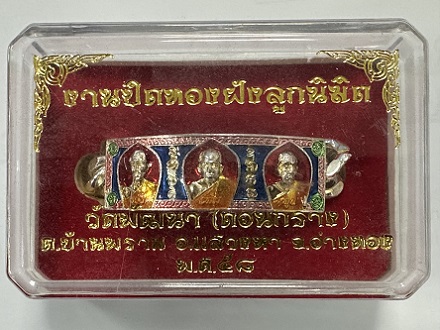 งานปิดทองฝังลูกนิมิต
วัดพัฒนา (ดอนกลาง)
ต.บ้านพราน อ.แสวงหา จ.อ่างทอง
พ.ศ.๕๘